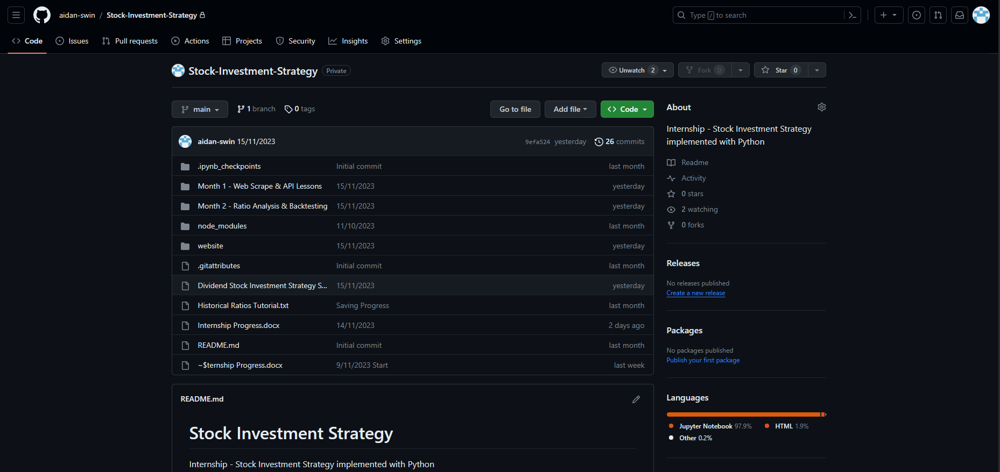 aidan-swin / Stock-Investment-Strategy
Type / to search
Code Issues Pull requests Actions Projects Security Insights Settings
Stock-Investment-Strategy Private
Unwatch 2 Fork 0 Star 0
main 1 branch 0 tags
Go to file Add file Code
aidan-swin 15/11/2023 9efa524 yesterday 26 commits
.ipynb_checkpoints Initial commit last month
Month 1 - Web Scrape & API Lessons 15/11/2023 yesterday
Month 2 - Ratio Analysis & Backtesting 15/11/2023 yesterday
node_modules 11/10/2023 last month
website 15/11/2023 yesterday
.gitattributes Initial commit last month
Dividend Stock Investment Strategy S... 15/11/2023 yesterday
Historical Ratios Tutorial.txt Saving Progress last month
Internship Progress.docx 14/11/2023 2 days ago
README.md Initial commit last month
~$ternship Progress.docx 9/11/2023 Start last week
README.md
Stock Investment Strategy
Internship - Stock Investment Strategy implemented with Python
About
Internship - Stock Investment Strategy
implemented with Python
Readme
Activity
0 stars
2 watching
0 forks
Releases
No releases published
Create a new release
Packages
No packages published
Publish your first package
Languages
Jupyter Notebook 97.9% HTML 1.9%
Other 0.2%